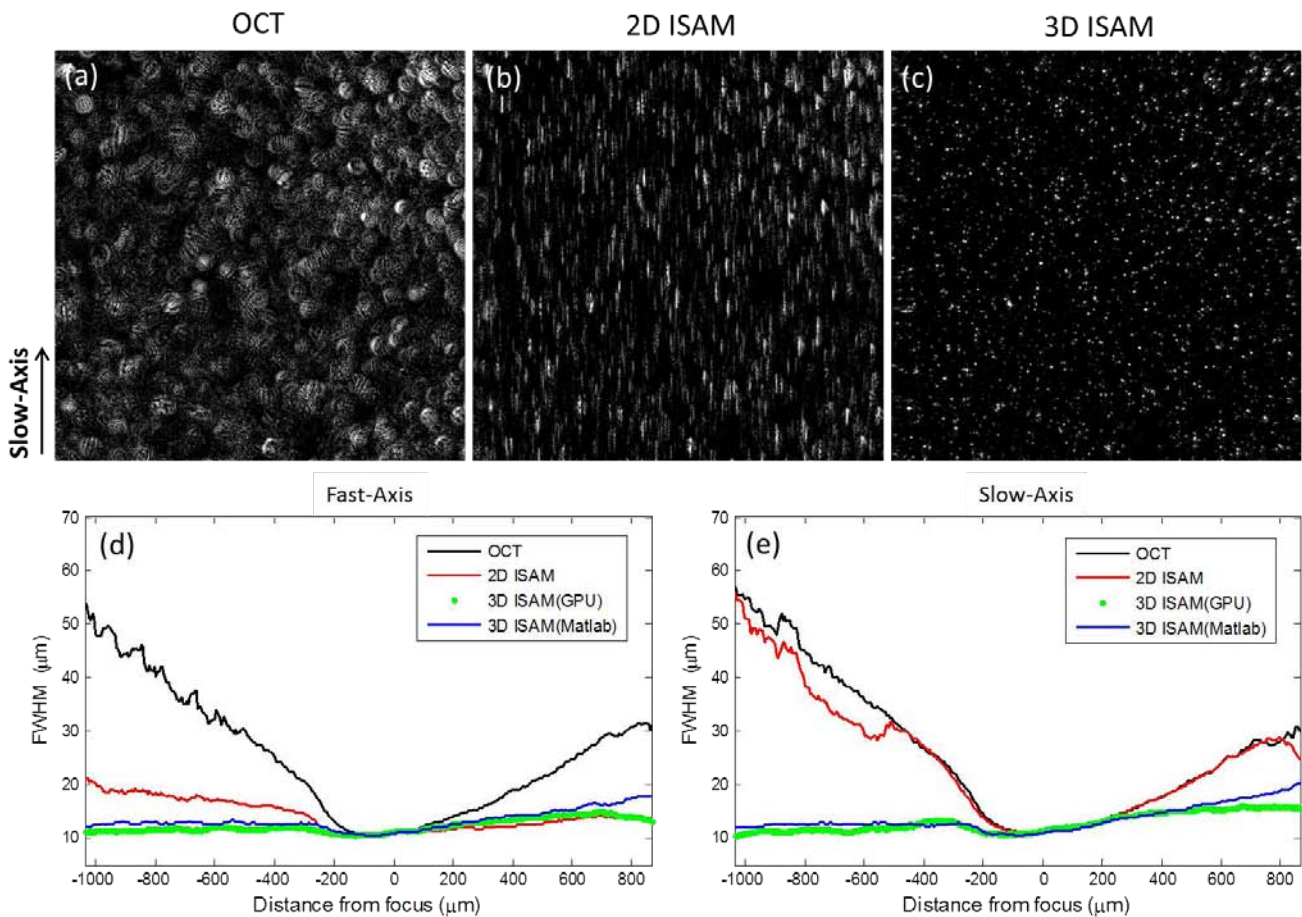 OCT 2D ISAM 3D ISAM
(a) (b) (c)
Slow-Axis
Fast-Axis
(d)
OCT
2D ISAM
3D ISAM(GPU)
3D ISAM(Matlab)
FWHM (μm)
70
60
50
40
30
20
10
-1000 -800 -600 -400 -200 0 200 400 600 800
Distance from focus (μm)
Slow-Axis
(e)
OCT
2D ISAM
3D ISAM(GPU)
3D ISAM(Matlab)
FWHM (μm)
70
60
50
40
30
20
10
-1000 -800 -600 -400 -200 0 200 400 600 800
Distance from focus (μm)